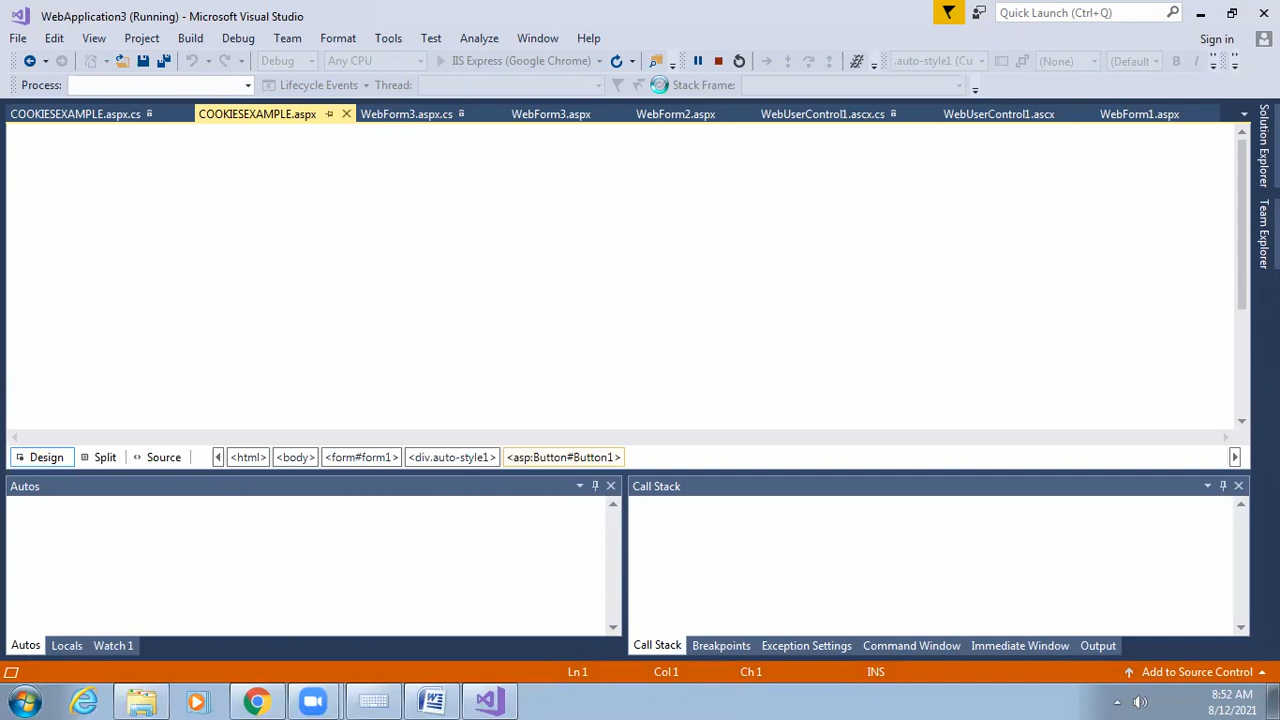 WebApplication3 (Running) - Microsoft Visual Studio
Quick Launch (Ctrl+Q)
File Edit View Project Build Debug Team Format Tools Test Analyze Window Help
Sign in
Debug Any CPU IIS Express (Google Chrome) .auto-style1 (Cu (None) (Default B I
Process: Lifecycle Events Thread: Stack Frame:
COOKIESEXAMPLE.aspx.cs COOKIESEXAMPLE.aspx WebForm3.aspx.cs WebForm3.aspx WebForm2.aspx WebUserControl1.ascx.cs WebUserControl1.ascx WebForm1.aspx
Solution Explorer
Team Explorer
Design Split Source <html> <body> <form#form1> <div.auto-style1> <asp:Button#Button1>
Autos
Call Stack
Autos Locals Watch 1
Call Stack Breakpoints Exception Settings Command Window Immediate Window Output
Ln 1 Col 1 Ch 1 INS Add to Source Control
8:52 AM
8/12/2021